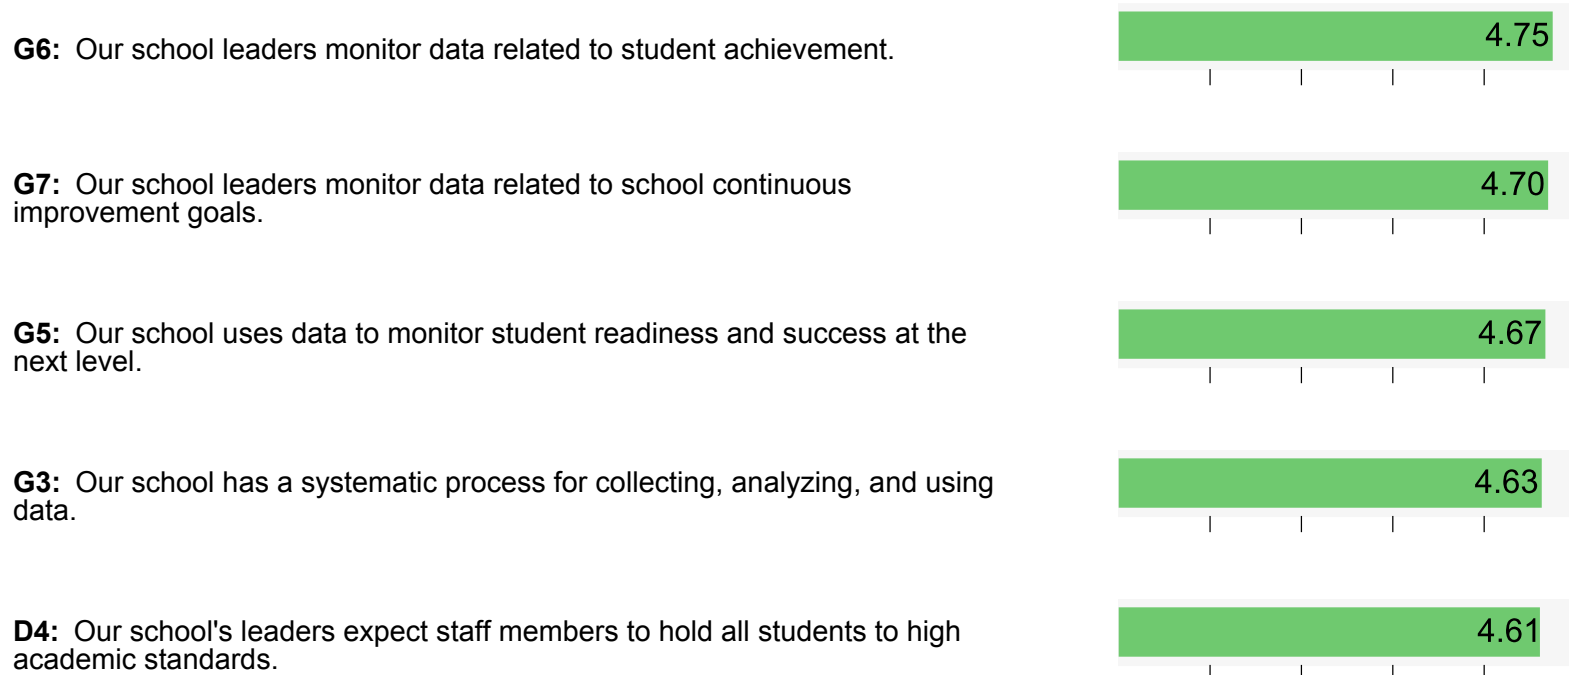 G6: Our school leaders monitor data related to student achievement.
4.75
G7: Our school leaders monitor data related to school continuous
improvement goals.
4.70
G5: Our school uses data to monitor student readiness and success at the
next level.
4.67
G3: Our school has a systematic process for collecting, analyzing, and using
data.
4.63
D4: Our school's leaders expect staff members to hold all students to high
academic standards.
4.61